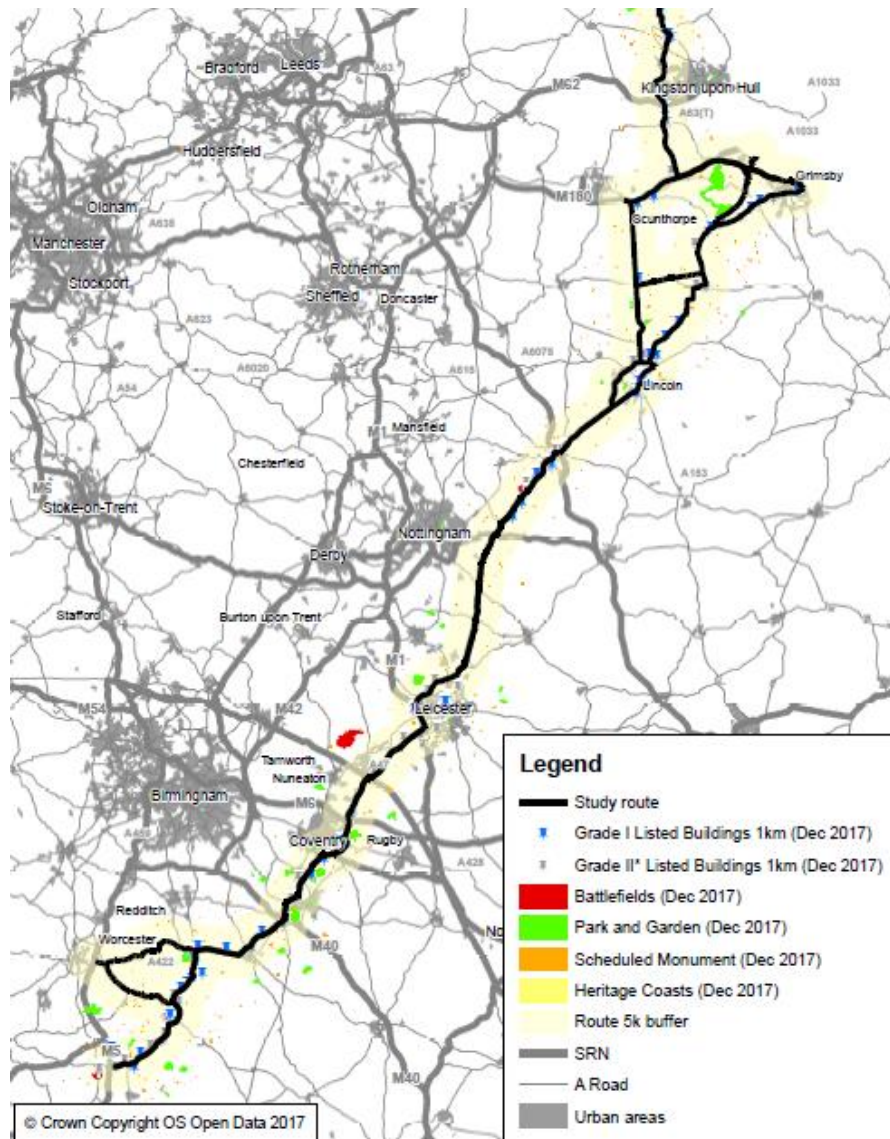 Bradford
Leeds
A63
M62
Kingston upon Hull
A1033
A63(T)
A1033
Huddersfield
Grimsby
M180
Scunthorpe
Oldham
A638
Manchester
Stockport
Rotherham
Sheffield
Doncaster
A623
A6020
A616
A54
Lincoln
M1
Mansfield
Chesterfield
A153
M6
Stoke-on-Trent
Nottingham
Derby
Stafford
Burton upon Trent
M1
M54
M42
Leicester
Tamworth
A47
Nuneaton
Birmingham
M6
Coventry
Rugby
A428
Redditch
Worcester
M40
No
A422
M5
M40
Legend
Study route
Grade I Listed Buildings 1km (Dec 2017)
Grade II* Listed Buildings 1km (Dec 2017)
Battlefields (Dec 2017)
Park and Garden (Dec 2017)
Scheduled Monument (Dec 2017)
Heritage Coasts (Dec 2017)
Route 5k buffer
SRN
A Road
Urban areas
© Crown Copyright OS Open Data 2017